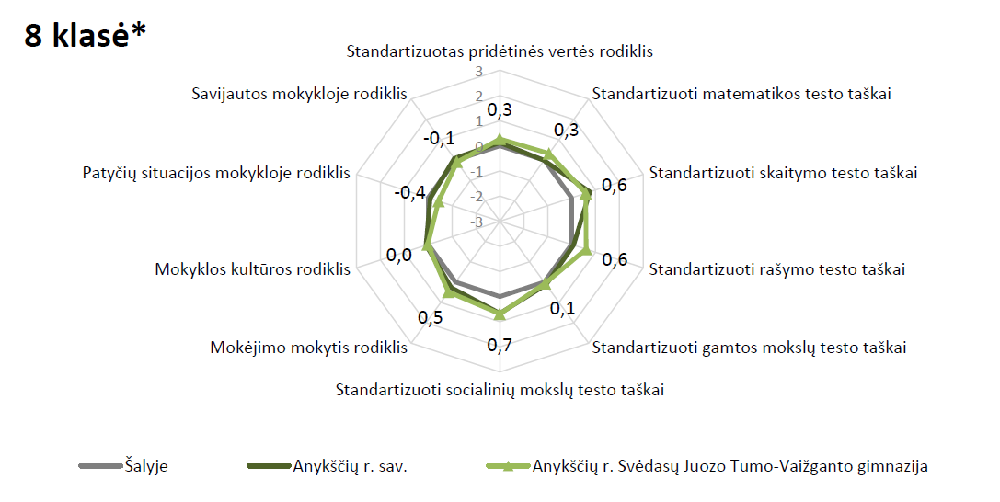 8 klasė*
Standartizuotas pridėtinės vertės rodiklis
Standartizuoti matematikos testo taškai
Standartizuoti skaitymo testo taškai
Standartizuoti rašymo testo taškai
Standartizuoti gamtos mokslų testo taškai
Standartizuoti socialinių mokslų testo taškai
Mokėjimo mokytis rodiklis
Mokyklos kultūros rodiklis
Patyčių situacijos mokykloje rodiklis
Savijautos mokykloje rodiklis
3
2
1
0
-1
-2
-3
0,3
0,3
0,6
0,6
0,1
0,7
0,5
0,0
-0,4
-0,1
Šalyje
Anykščių r. sav.
Anykščių r. Svėdasų Juozo Tumo-Vaižganto gimnazija